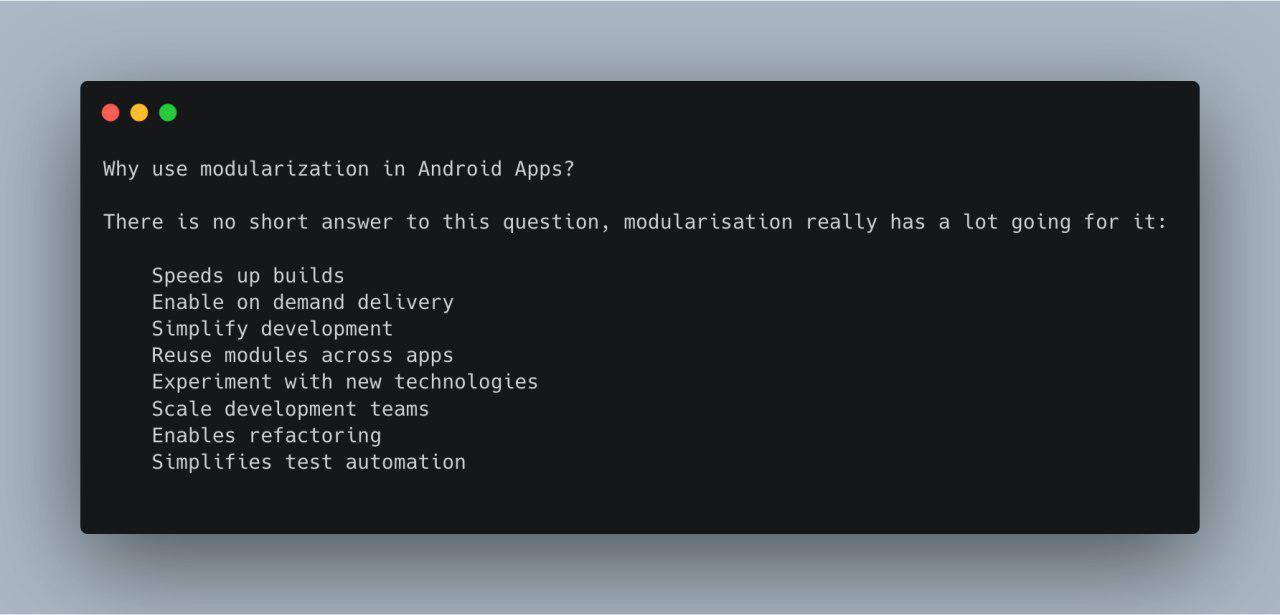 Why use modularization in Android Apps?
There is no short answer to this question, modularisation really has a lot going for it:
Speeds up builds
Enable on demand delivery
Simplify development
Reuse modules across apps
Experiment with new technologies
Scale development teams
Enables refactoring
Simplifies test automation